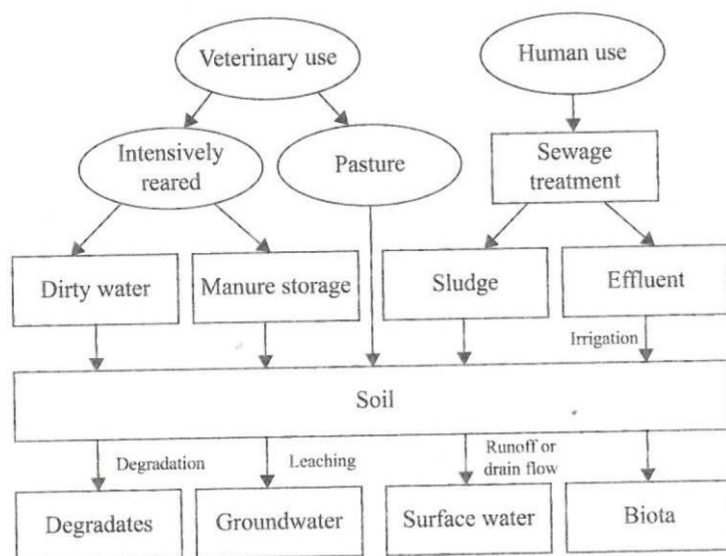 Veterinary use
Human use
Intensively
reared
Pasture
Sewage
treatment
Dirty water
Manure storage
Sludge
Effluent
Irrigation
Soil
Degradation
Leaching
Runoff or
drain flow
Degradates
Groundwater
Surface water
Biota